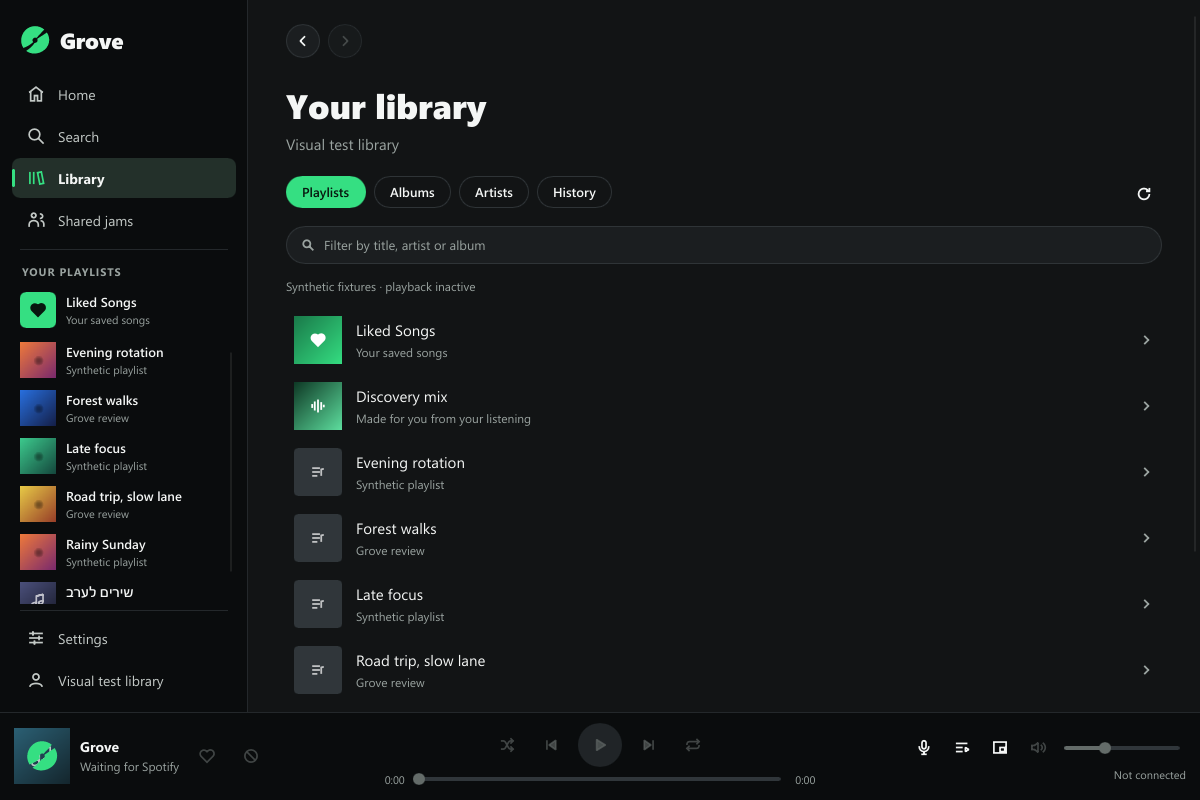 Grove
Home
Search
Library
Shared jams
YOUR PLAYLISTS
Liked Songs
Your saved songs
Evening rotation
Synthetic playlist
Forest walks
Grove review
Late focus
Synthetic playlist
Road trip, slow lane
Grove review
Rainy Sunday
Synthetic playlist
שירים לערב
Settings
Visual test library
Your library
Visual test library
Playlists
Albums
Artists
History
Filter by title, artist or album
Synthetic fixtures · playback inactive
Liked Songs
Your saved songs
Discovery mix
Made for you from your listening
Evening rotation
Synthetic playlist
Forest walks
Grove review
Late focus
Synthetic playlist
Road trip, slow lane
Grove review
Grove
Waiting for Spotify
0:00
0:00
Not connected